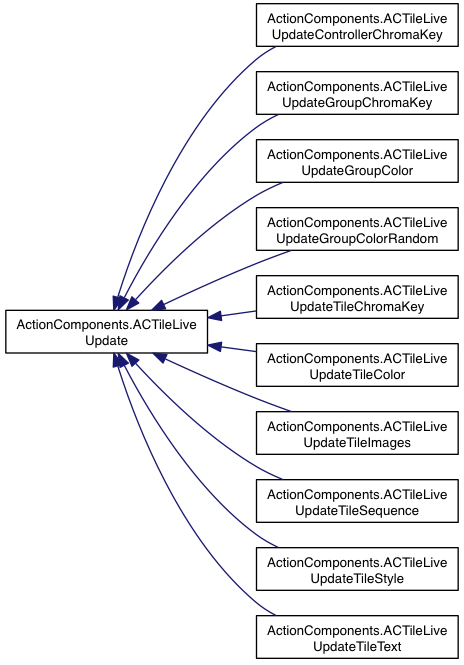 ActionComponents.ACTileLive
UpdateControllerChromaKey
ActionComponents.ACTileLive
UpdateGroupChromaKey
ActionComponents.ACTileLive
UpdateGroupColor
ActionComponents.ACTileLive
UpdateGroupColorRandom
ActionComponents.ACTileLive
UpdateTileChromaKey
ActionComponents.ACTileLive
Update
ActionComponents.ACTileLive
UpdateTileColor
ActionComponents.ACTileLive
UpdateTileImages
ActionComponents.ACTileLive
UpdateTileSequence
ActionComponents.ACTileLive
UpdateTileStyle
ActionComponents.ACTileLive
UpdateTileText